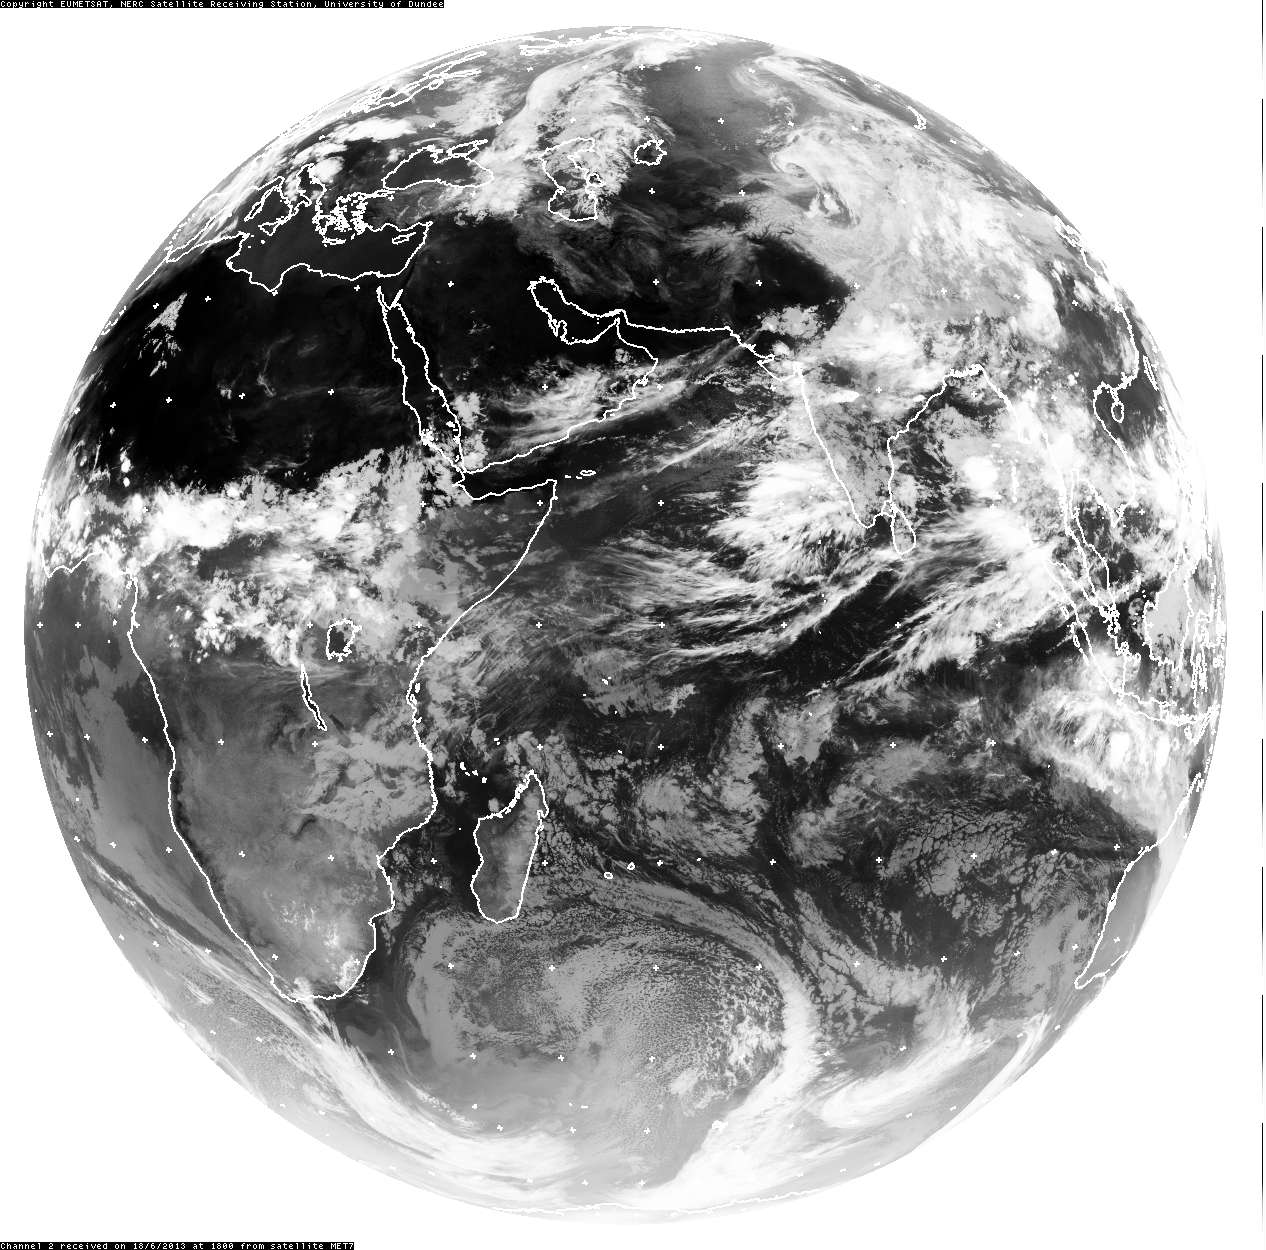 Copyright EUMETSAT, NERC Satellite Receiving Station, University of Dundee
Channel 2 received on 18/6/2013 at 1800 from satellite MET7